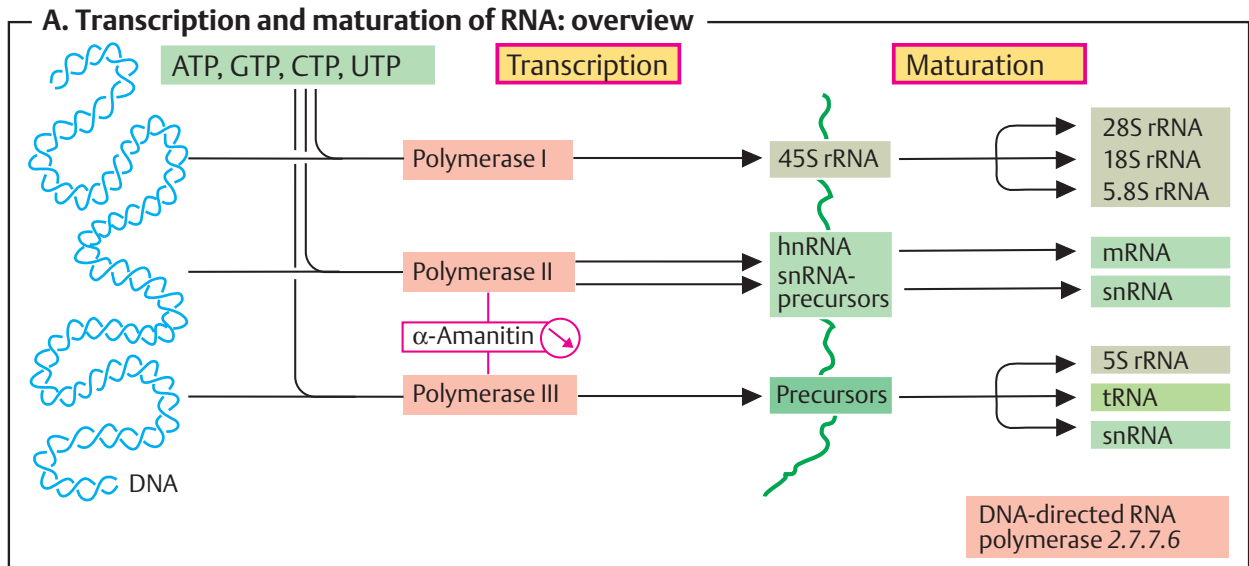 A. Transcription and maturation of RNA: overview
ATP, GTP, CTP, UTP
Transcription
Maturation
Polymerase I
45S rRNA
28S rRNA
18S rRNA
5.8S rRNA
Polymerase II
hnRNA
snRNA-
precursors
mRNA
snRNA
α-Amanitin
Polymerase III
Precursors
5S rRNA
tRNA
snRNA
DNA
DNA-directed RNA
polymerase 2.7.7.6